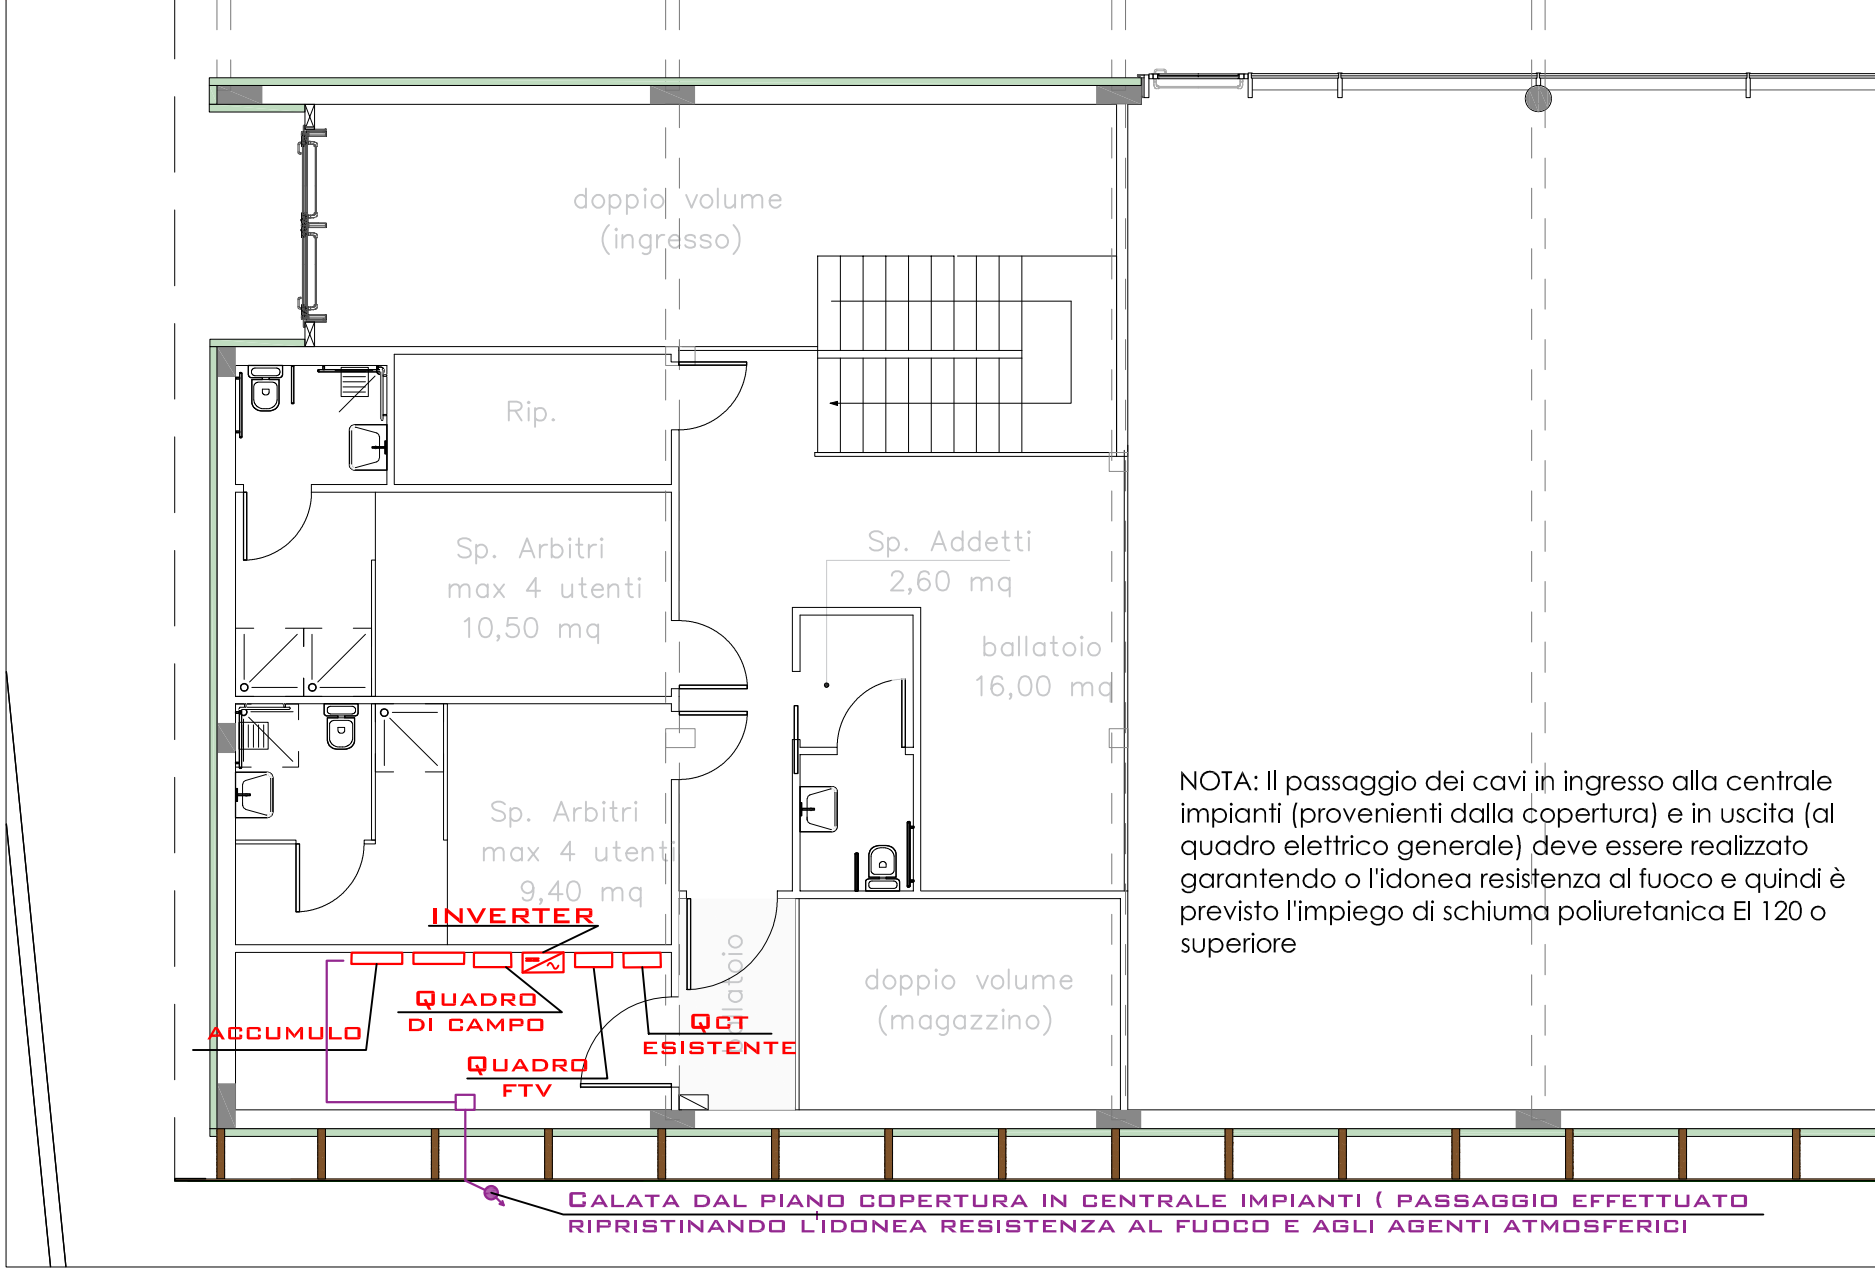 doppio volume
(ingresso)
Rip.
Sp. Arbitri
max 4 utenti
10,50 mq
Sp. Addetti
2,60 mq
ballatoio
16,00 mq
Sp. Arbitri
max 4 utenti
9,40 mq
NOTA: Il passaggio dei cavi in ingresso alla centrale
impianti (provenienti dalla copertura) e in uscita (al
quadro elettrico generale) deve essere realizzato
garantendo o l'idonea resistenza al fuoco e quindi è
previsto l'impiego di schiuma poliuretanica EI 120 o
superiore
INVERTER
QUADRO
DI CAMPO
ACCUMULO
QUADRO
FTV
QCT
ESISTENTE
ballatoio
doppio volume
(magazzino)
CALATA DAL PIANO COPERTURA IN CENTRALE IMPIANTI ( PASSAGGIO EFFETTUATO
RIPRISTINANDO L'IDONEA RESISTENZA AL FUOCO E AGLI AGENTI ATMOSFERICI